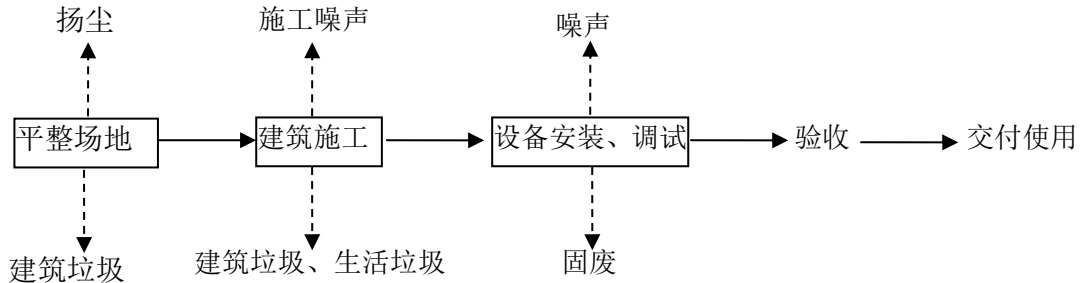 扬尘
施工噪声
噪声
平整场地
建筑施工
设备安装、调试
验收
交付使用
建筑垃圾
建筑垃圾、生活垃圾
固废